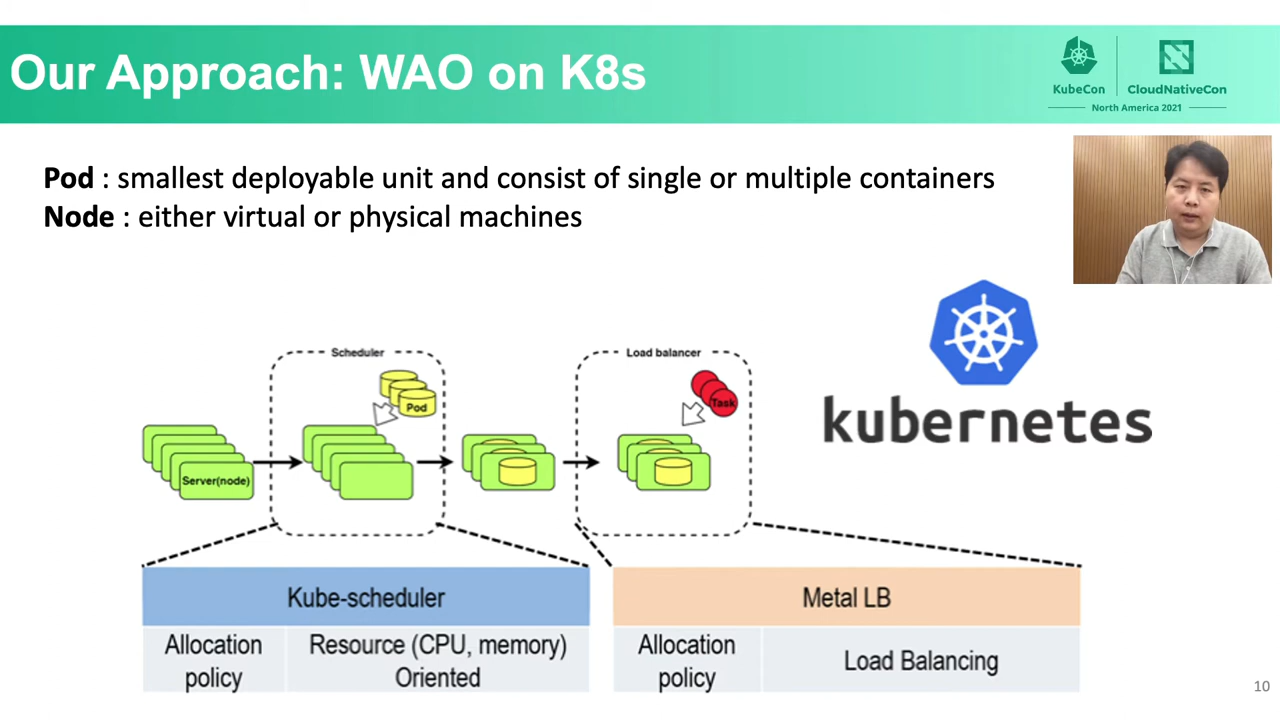 Our Approach: WAO on K8s
KubeCon
CloudNativeCon
North America 2021
Pod : smallest deployable unit and consist of single or multiple containers
Node : either virtual or physical machines
Scheduler
Load balancer
Pod
Task
Server(node)
kubernetes
Kube-scheduler
Metal LB
Allocation
policy
Resource (CPU, memory)
Oriented
Allocation
policy
Load Balancing
10